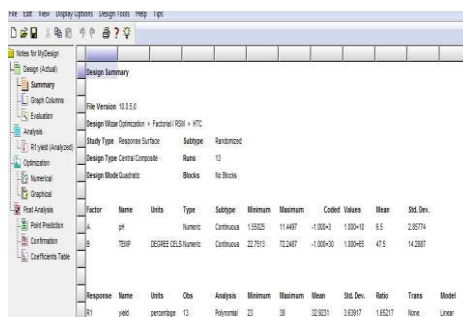 File Edit View Display Options Design Tools Help Tips
Notes for MyDesign
Design (Actual)
Summary
Graph Columns
Evaluation
Analysis
R1:yield (Analyzed)
Optimization
Numerical
Graphical
Post Analysis
Point Prediction
Confirmation
Coefficients Table
Design Summary
File Version 10.0.5.0
Design Wizar Optimization > Factorial / RSM > HTC
Study Type Response Surface Subtype Randomized
Design Type Central Composite Runs 13
Design Mode Quadratic Blocks No Blocks
Factor Name Units Type Subtype Minimum Maximum Coded Values Mean Std. Dev.
A pH Numeric Continuous 1.55025 11.4497 -1.000=3 1.000=10 6.5 2.85774
B TEMP DEGREE CELS Numeric Continuous 22.7513 72.2487 -1.000=30 1.000=65 47.5 14.2887
Response Name Units Obs Analysis Minimum Maximum Mean Std. Dev. Ratio Trans Model
R1 yield percentage 13 Polynomial 23 38 32.9231 3.63917 1.65217 None Linear